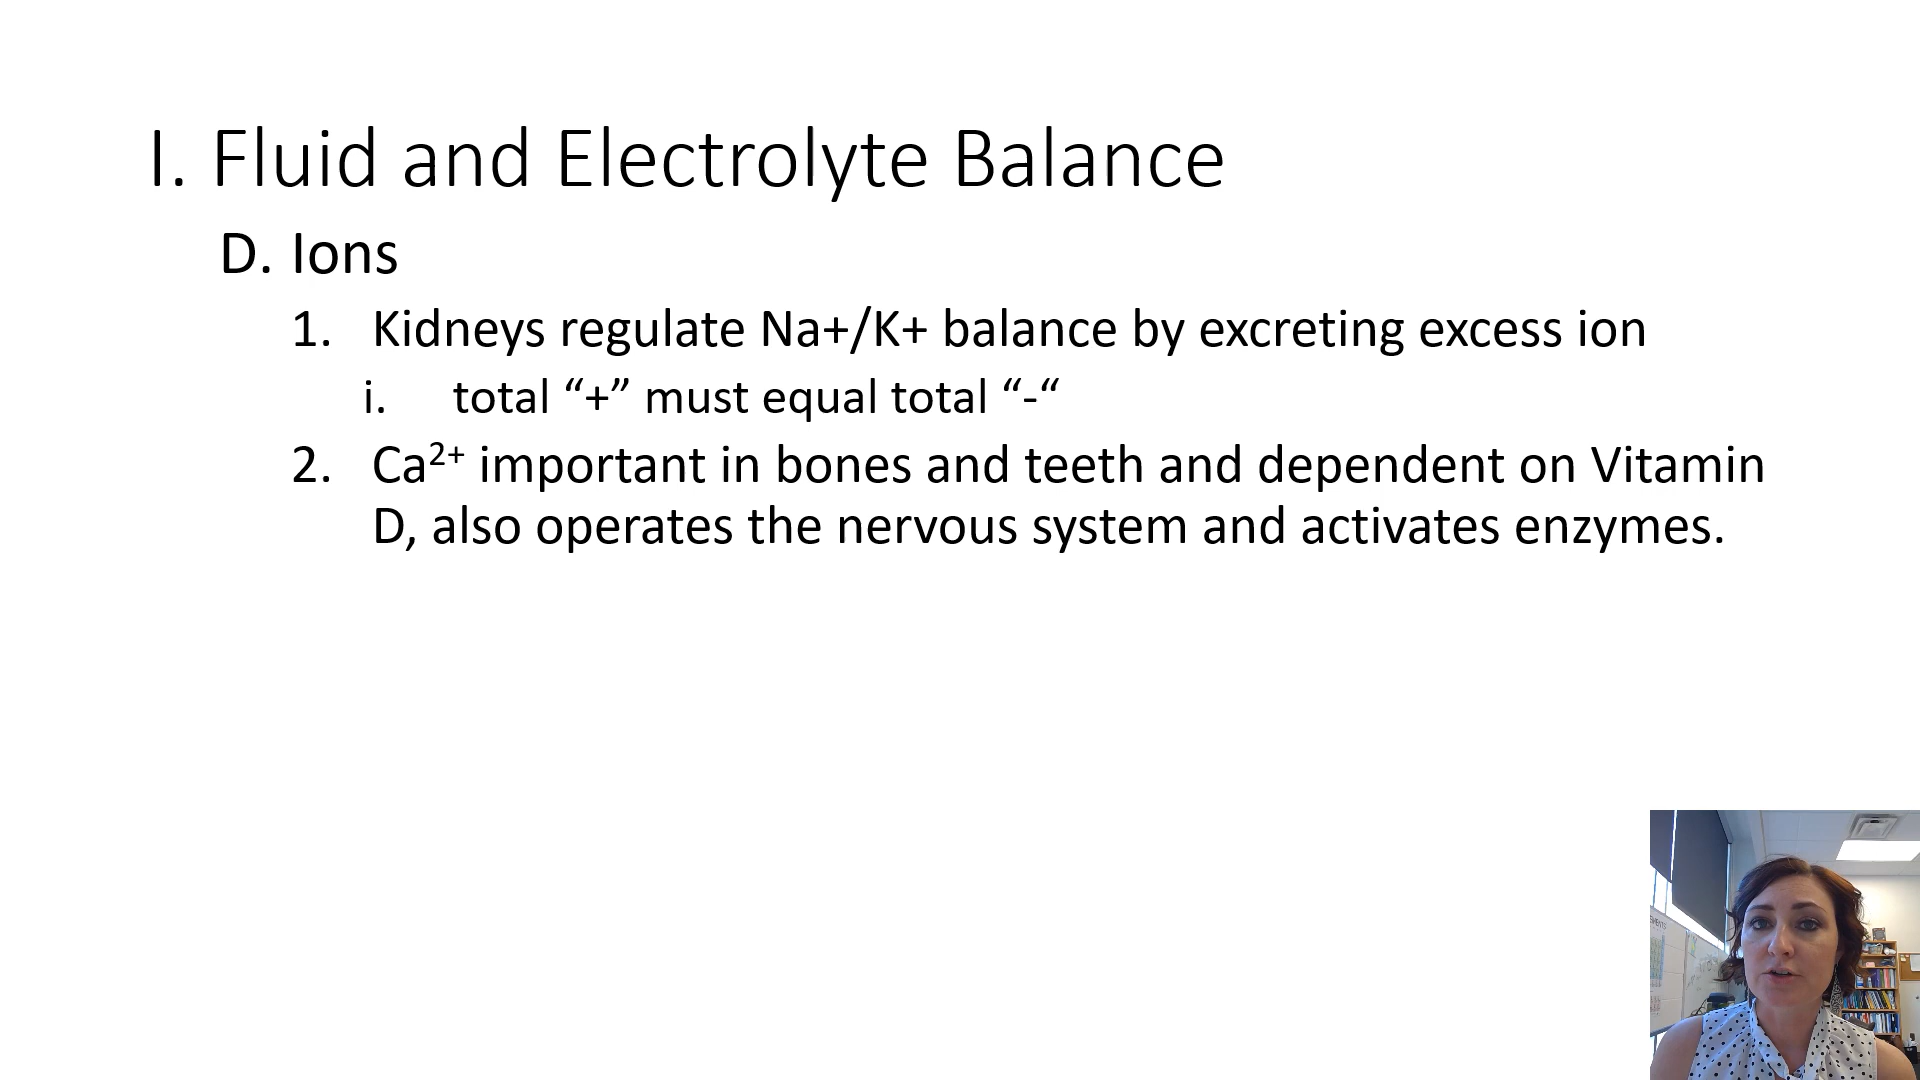 I. Fluid and Electrolyte Balance
D. Ions
1. Kidneys regulate Na+/K+ balance by excreting excess ion
i. total “+” must equal total “-“
2. Ca²⁺ important in bones and teeth and dependent on Vitamin
D, also operates the nervous system and activates enzymes.